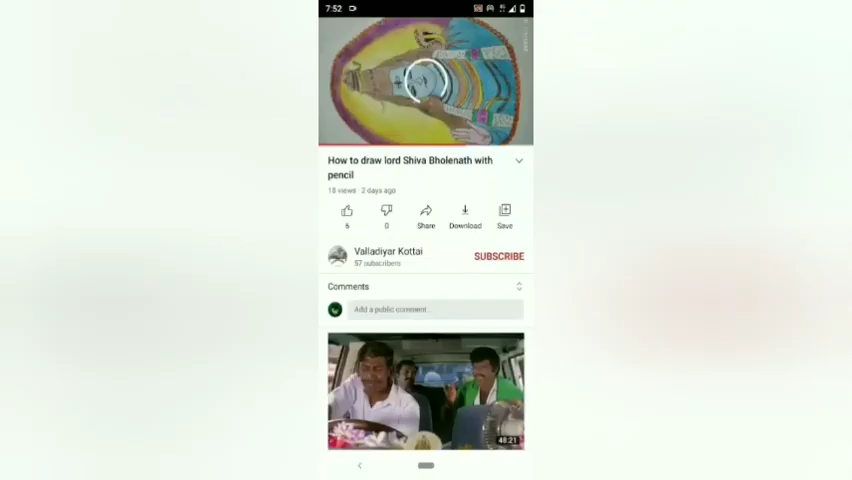 7:52
How to draw lord Shiva Bholenath with
pencil
18 views · 2 days ago
6
0
Share
Download
Save
Valladiyar Kottai
57 subscribers
SUBSCRIBE
Comments
Add a public comment...
48:21